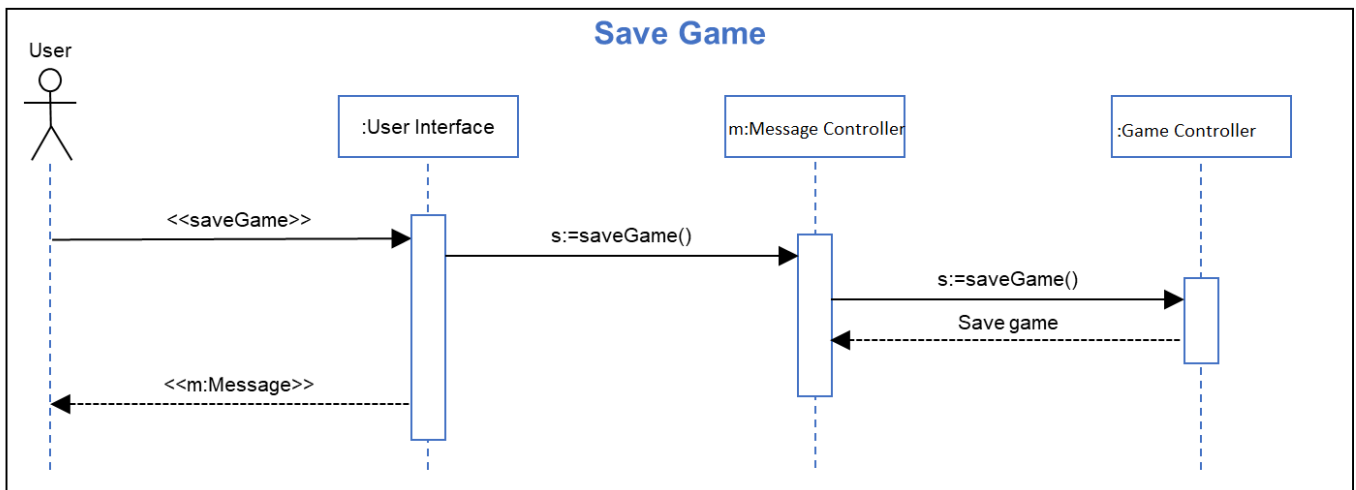 Save Game
User
:User Interface
m:Message Controller
:Game Controller
<<saveGame>>
s:=saveGame()
s:=saveGame()
Save game
<<m:Message>>